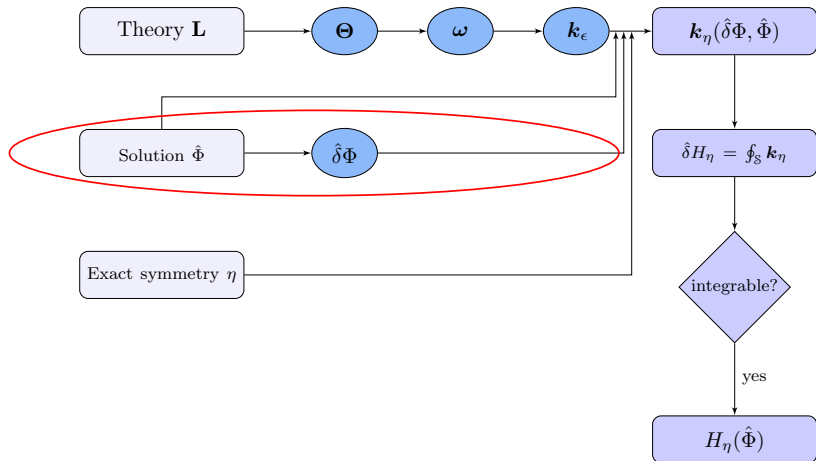 Theory L
Θ
ω
k_ϵ
k_η(δ̂Φ, Φ̂)
Solution Φ̂
δ̂Φ
δ̂H_η = ∮_𝒮 k_η
Exact symmetry η
integrable?
yes
H_η(Φ̂)